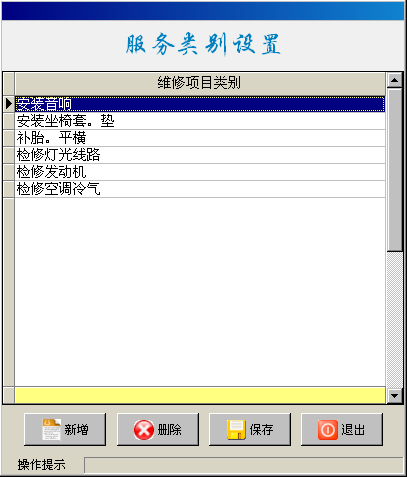 服务类别设置
维修项目类别
安装音响
安装坐椅套。垫
补胎。平横
检修灯光线路
检修发动机
检修空调冷气
新增 删除 保存 退出
操作提示